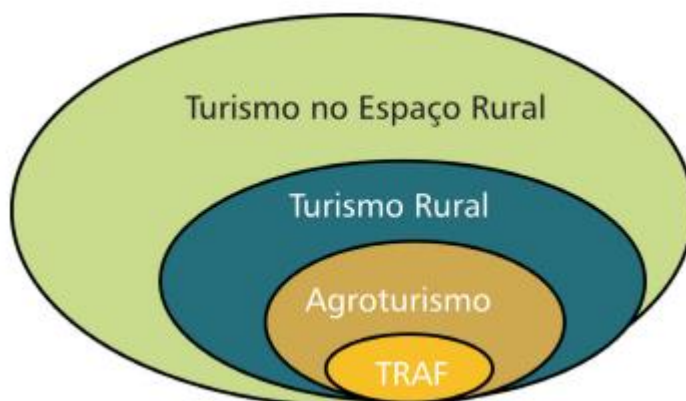 Turismo no Espaço Rural
Turismo Rural
Agroturismo
TRAF